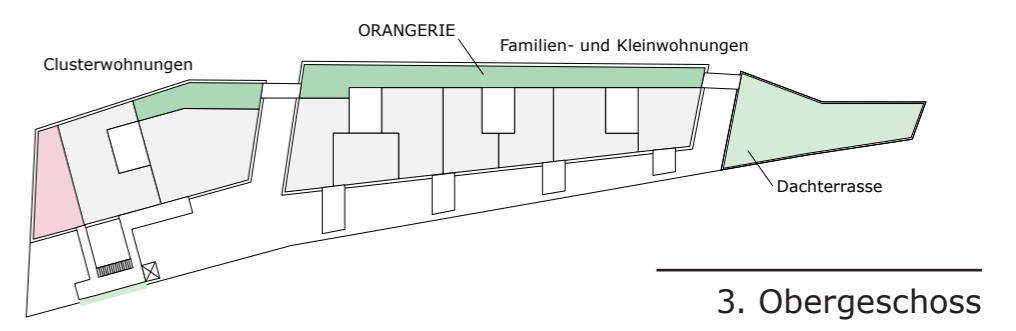 ORANGERIE
Familien- und Kleinwohnungen
Clusterwohnungen
Dachterrasse
3. Obergeschoss